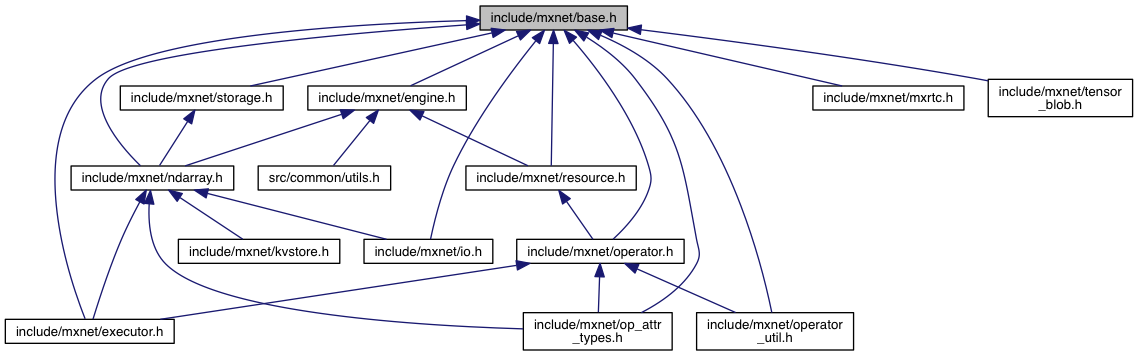 include/mxnet/base.h
include/mxnet/storage.h
include/mxnet/engine.h
include/mxnet/mxrtc.h
include/mxnet/tensor
_blob.h
include/mxnet/ndarray.h
src/common/utils.h
include/mxnet/resource.h
include/mxnet/kvstore.h
include/mxnet/io.h
include/mxnet/operator.h
include/mxnet/executor.h
include/mxnet/op_attr
_types.h
include/mxnet/operator
_util.h